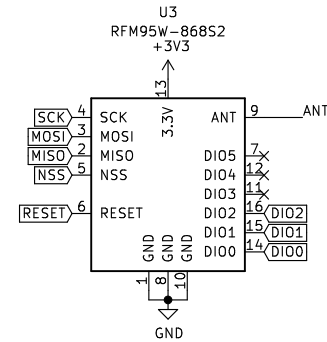 U3
RFM95W-868S2
+3V3
13
3.3V
SCK 4 SCK
MOSI 3 MOSI
MISO 2 MISO
NSS 5 NSS
RESET 6 RESET
ANT 9 ANT
DIO5 7
DIO4 12
DIO3 11
DIO2 16 DIO2
DIO1 15 DIO1
DIO0 14 DIO0
GND GND GND
1 8 10
GND